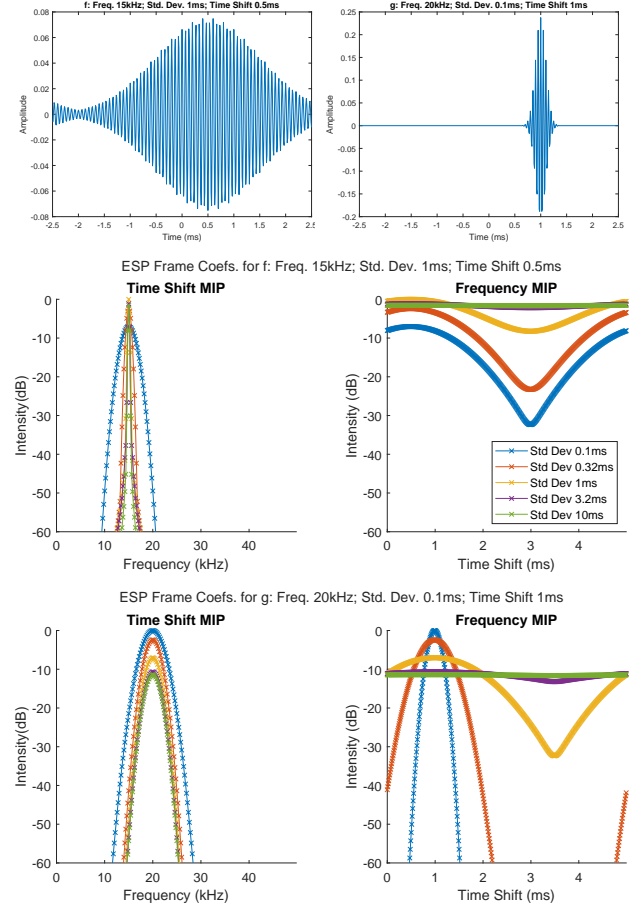 f: Freq. 15kHz; Std. Dev. 1ms; Time Shift 0.5ms
0.08
0.06
0.04
0.02
0
-0.02
-0.04
-0.06
-0.08
Amplitude
-2.5 -2 -1.5 -1 -0.5 0 0.5 1 1.5 2 2.5
Time (ms)
g: Freq. 20kHz; Std. Dev. 0.1ms; Time Shift 1ms
0.25
0.2
0.15
0.1
0.05
0
-0.05
-0.1
-0.15
-0.2
Amplitude
-2.5 -2 -1.5 -1 -0.5 0 0.5 1 1.5 2 2.5
Time (ms)
ESP Frame Coefs. for f: Freq. 15kHz; Std. Dev. 1ms; Time Shift 0.5ms
Time Shift MIP
0
-10
-20
-30
-40
-50
-60
Intensity(dB)
0 20 40
Frequency (kHz)
Frequency MIP
0
-10
-20
-30
-40
-50
-60
Intensity (dB)
Std Dev 0.1ms
Std Dev 0.32ms
Std Dev 1ms
Std Dev 3.2ms
Std Dev 10ms
0 1 2 3 4
Time Shift (ms)
ESP Frame Coefs. for g: Freq. 20kHz; Std. Dev. 0.1ms; Time Shift 1ms
Time Shift MIP
0
-10
-20
-30
-40
-50
-60
Intensity(dB)
0 20 40
Frequency (kHz)
Frequency MIP
0
-10
-20
-30
-40
-50
-60
Intensity (dB)
0 1 2 3 4
Time Shift (ms)